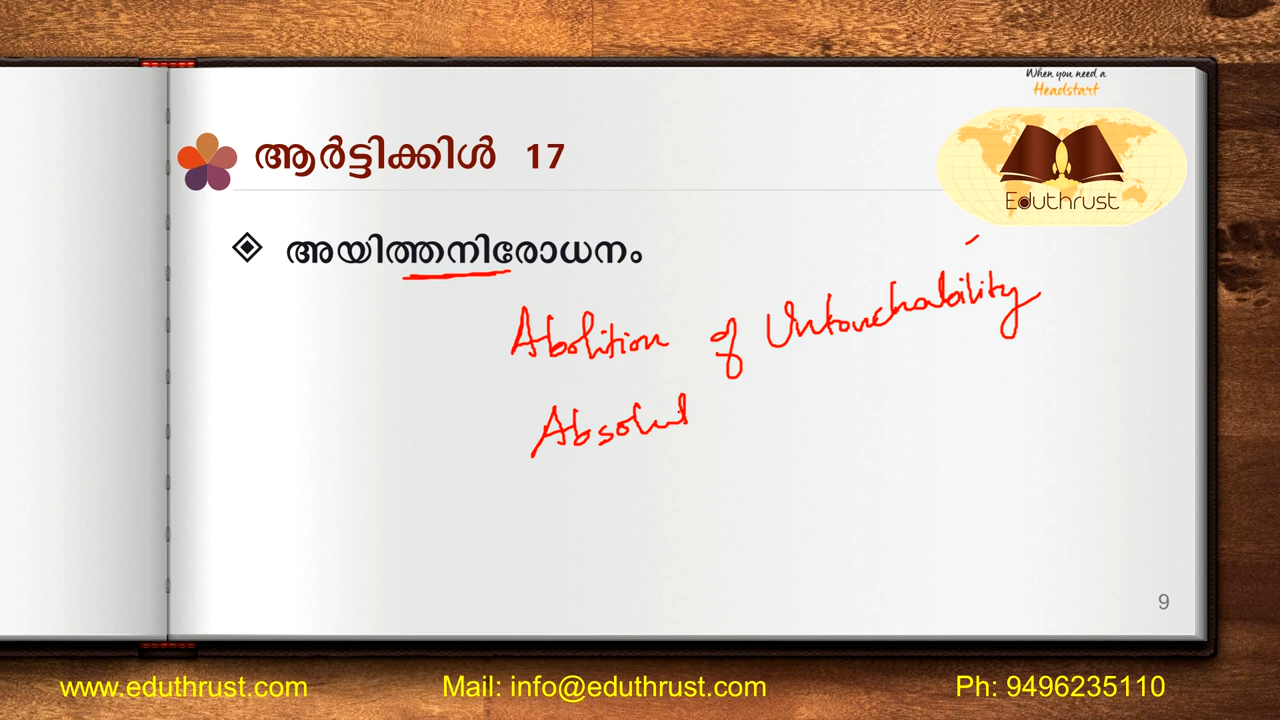 When you need a
Headstart
Eduthrust
ആർട്ടിക്കിൾ 17
അയിത്തനിരോധനം
Abolition of Untouchability
9
www.eduthrust.com Mail: info@eduthrust.com Ph: 9496235110